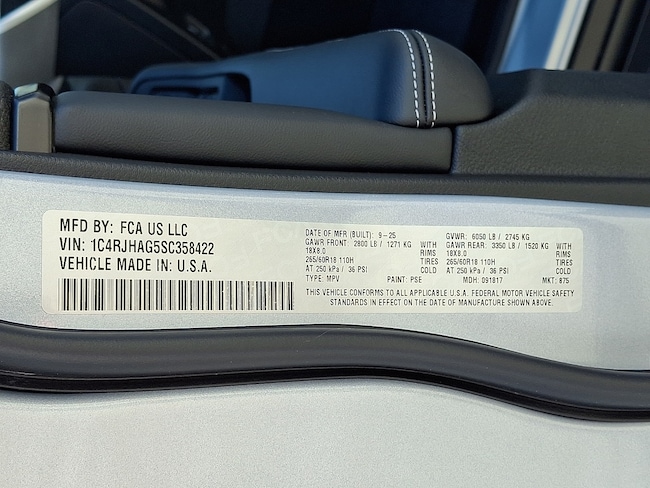 MFD BY: FCA US LLC
VIN: 1C4RJHAG5SC358422
VEHICLE MADE IN: U.S.A.
DATE OF MFR (BUILT): 9-25 GVWR: 6050 LB / 2745 KG
GAWR FRONT: 2800 LB / 1271 KG WITH GAWR REAR: 3350 LB / 1520 KG WITH
18X8.0 RIMS 18X8.0 RIMS
265/60R18 110H TIRES 265/60R18 110H TIRES
AT 250 kPa / 36 PSI COLD AT 250 kPa / 36 PSI COLD
TYPE: MPV PAINT: PSE MDH: 091817 MKT: 875
THIS VEHICLE CONFORMS TO ALL APPLICABLE U.S.A. FEDERAL MOTOR VEHICLE SAFETY
STANDARDS IN EFFECT ON THE DATE OF MANUFACTURE SHOWN ABOVE.